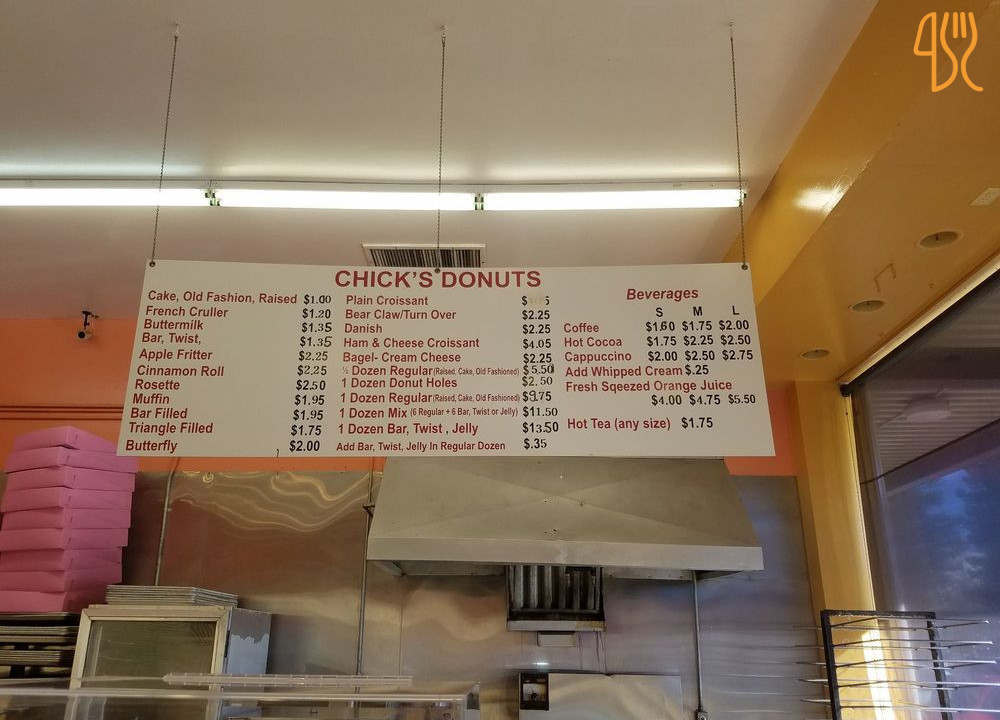 CHICK'S DONUTS
Cake, Old Fashion, Raised $1.00
French Cruller $1.20
Buttermilk $1.35
Bar, Twist, $1.35
Apple Fritter $2.25
Cinnamon Roll $2.25
Rosette $2.50
Muffin $1.95
Bar Filled $1.95
Triangle Filled $1.75
Butterfly $2.00
Plain Croissant
Bear Claw/Turn Over $2.25
Danish $2.25
Ham & Cheese Croissant $4.05
Bagel- Cream Cheese $2.25
½ Dozen Regular (Raised, Cake, Old Fashioned) $5.50
1 Dozen Donut Holes $2.50
1 Dozen Regular (Raised, Cake, Old Fashioned) $9.75
1 Dozen Mix (6 Regular + 6 Bar, Twist or Jelly) $11.50
1 Dozen Bar, Twist , Jelly $13.50
Add Bar, Twist, Jelly In Regular Dozen $.35
Beverages
S M L
Coffee $1.60 $1.75 $2.00
Hot Cocoa $1.75 $2.25 $2.50
Cappuccino $2.00 $2.50 $2.75
Add Whipped Cream $.25
Fresh Sqeezed Orange Juice
$4.00 $4.75 $5.50
Hot Tea (any size) $1.75